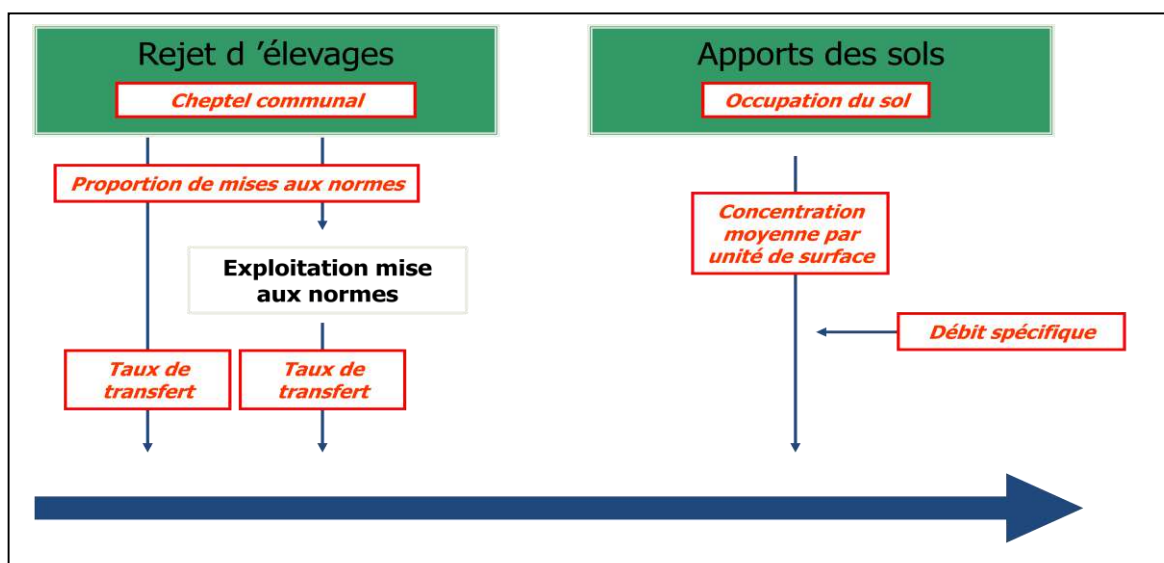 Rejet d ’élevages
Cheptel communal
Proportion de mises aux normes
Exploitation mise
aux normes
Taux de
transfert
Taux de
transfert
Apports des sols
Occupation du sol
Concentration
moyenne par
unité de surface
Débit spécifique